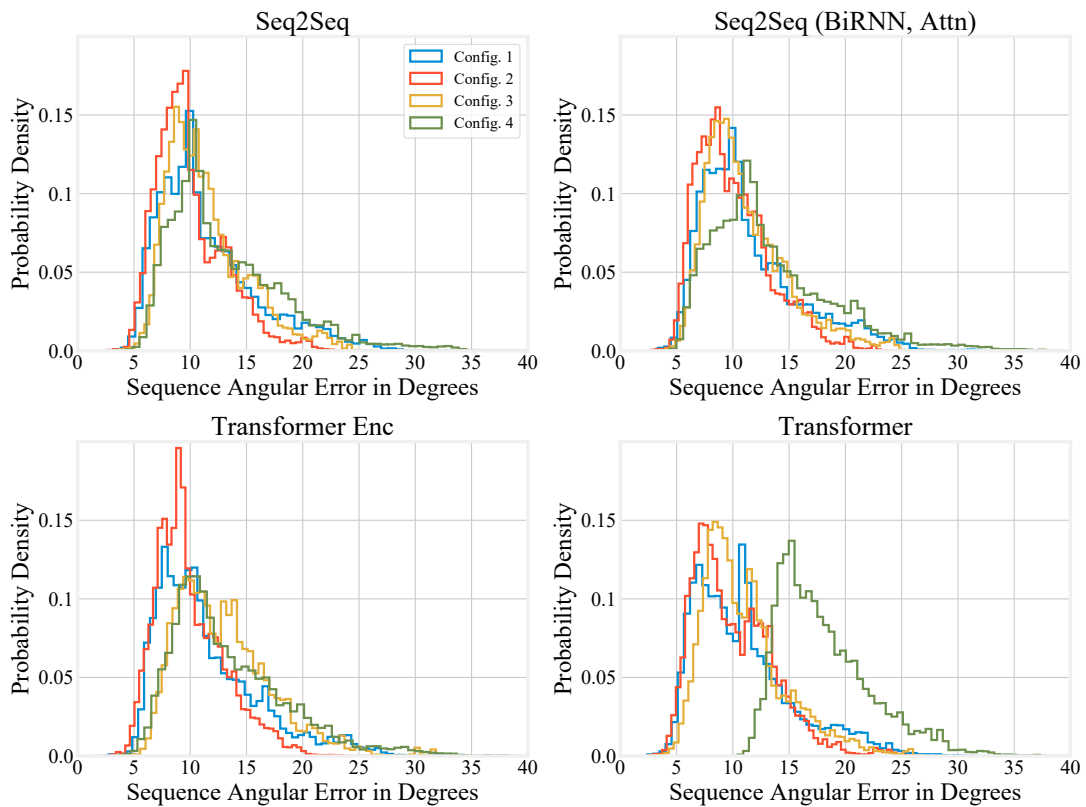 Seq2Seq
Probability Density
0.15
0.1
0.05
0.0
Config. 1
Config. 2
Config. 3
Config. 4
0 5 10 15 20 25 30 35 40
Sequence Angular Error in Degrees
Seq2Seq (BiRNN, Attn)
Probability Density
0.15
0.1
0.05
0.0
0 5 10 15 20 25 30 35 40
Sequence Angular Error in Degrees
Transformer Enc
Probability Density
0.15
0.1
0.05
0.0
0 5 10 15 20 25 30 35 40
Sequence Angular Error in Degrees
Transformer
Probability Density
0.15
0.1
0.05
0.0
0 5 10 15 20 25 30 35 40
Sequence Angular Error in Degrees